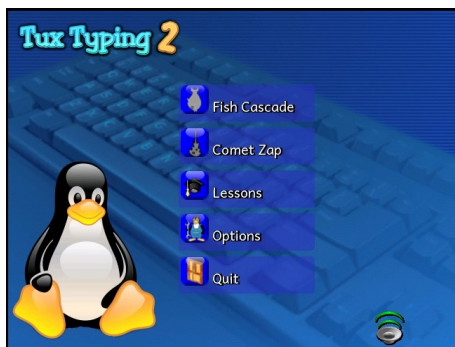 Tux Typing 2
Fish Cascade
Comet Zap
Lessons
Options
Quit